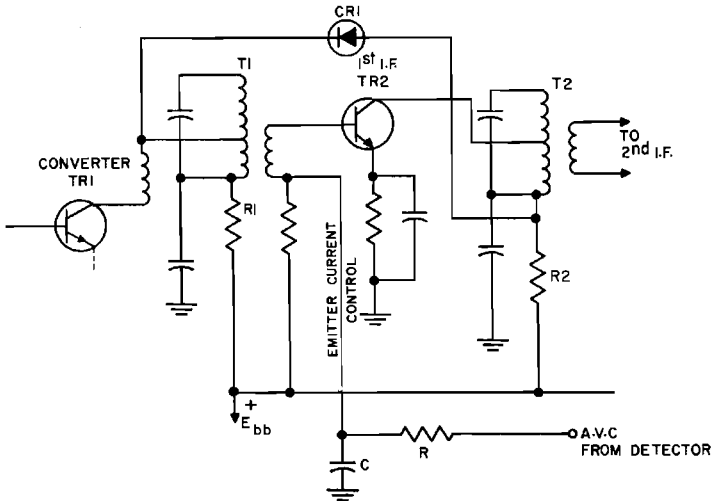 CR1
1st I.F.
TR2
T1
T2
TO
2nd I.F.
CONVERTER
TR1
R1
EMITTER CURRENT
CONTROL
R2
+
Ebb
R
A.V.C
FROM DETECTOR
C